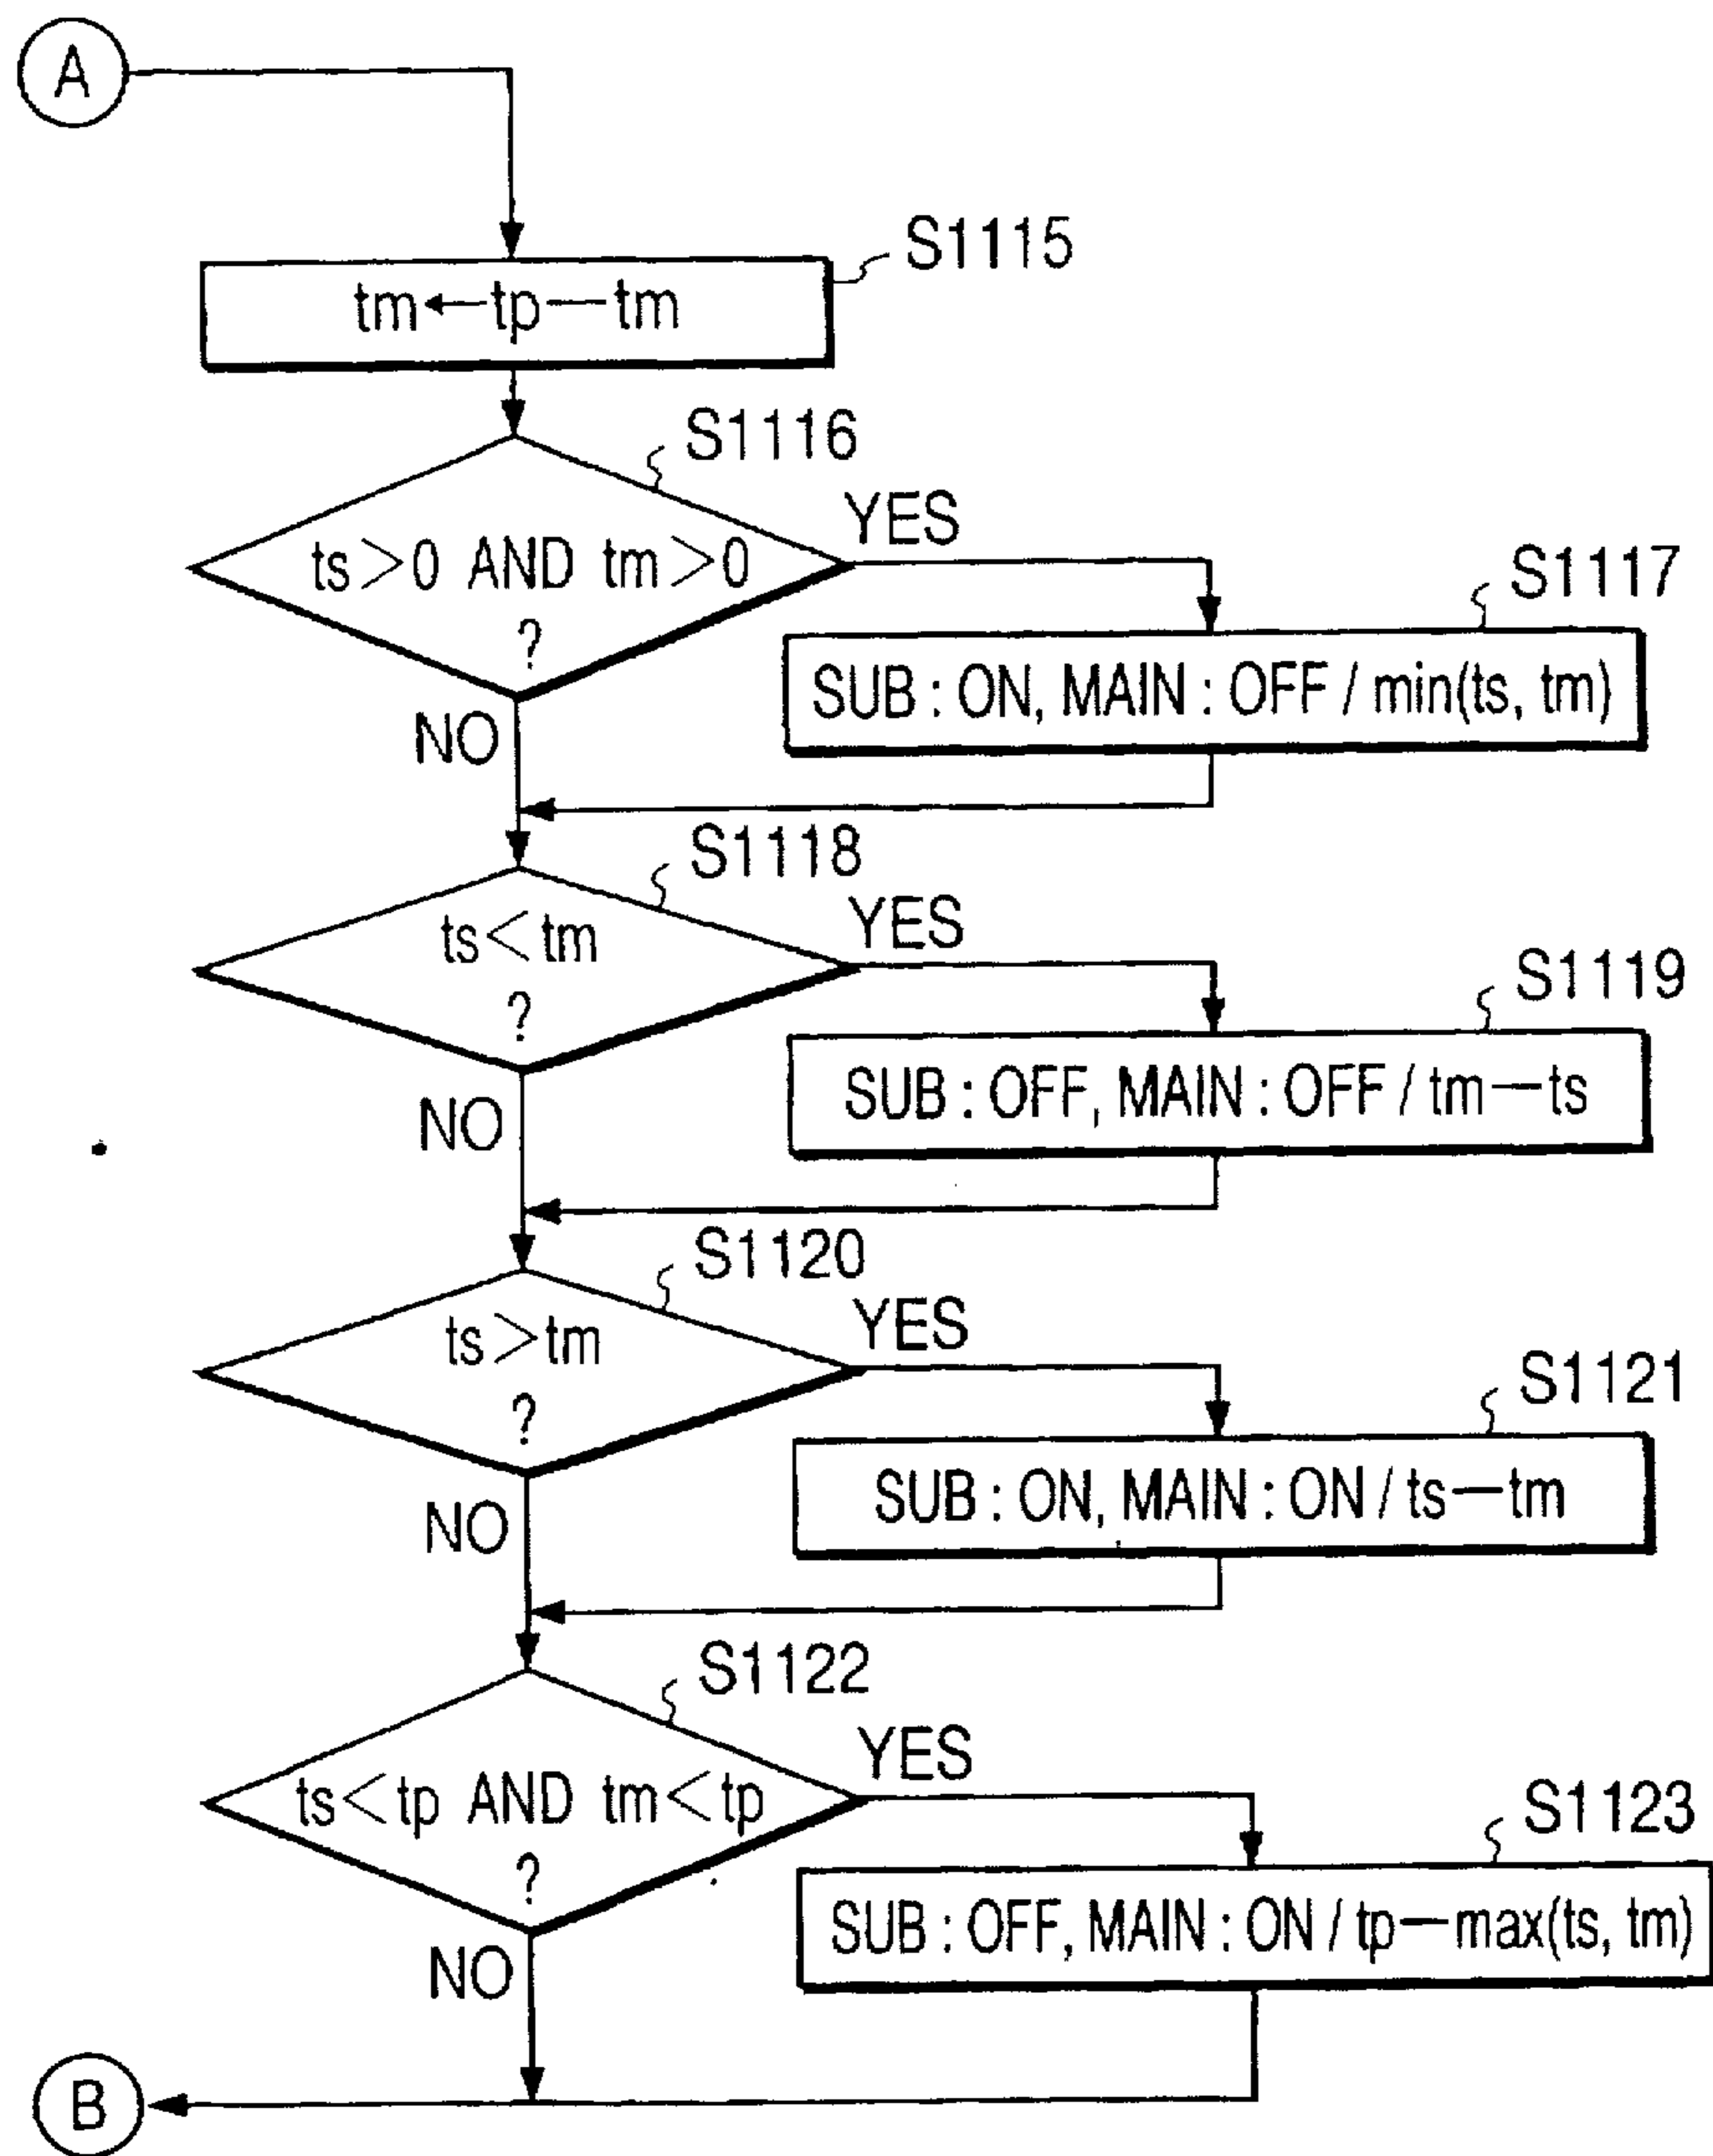 A
S1115
tm←tp—tm
S1116
YES
ts>0 AND tm>0
?
NO
S1117
SUB : ON, MAIN : OFF / min(ts, tm)
S1118
YES
ts<tm
?
NO
S1119
SUB : OFF, MAIN : OFF / tm—ts
S1120
YES
ts>tm
?
NO
S1121
SUB : ON, MAIN : ON / ts—tm
S1122
YES
ts<tp AND tm<tp
?
NO
S1123
SUB : OFF, MAIN : ON / tp—max(ts, tm)
B